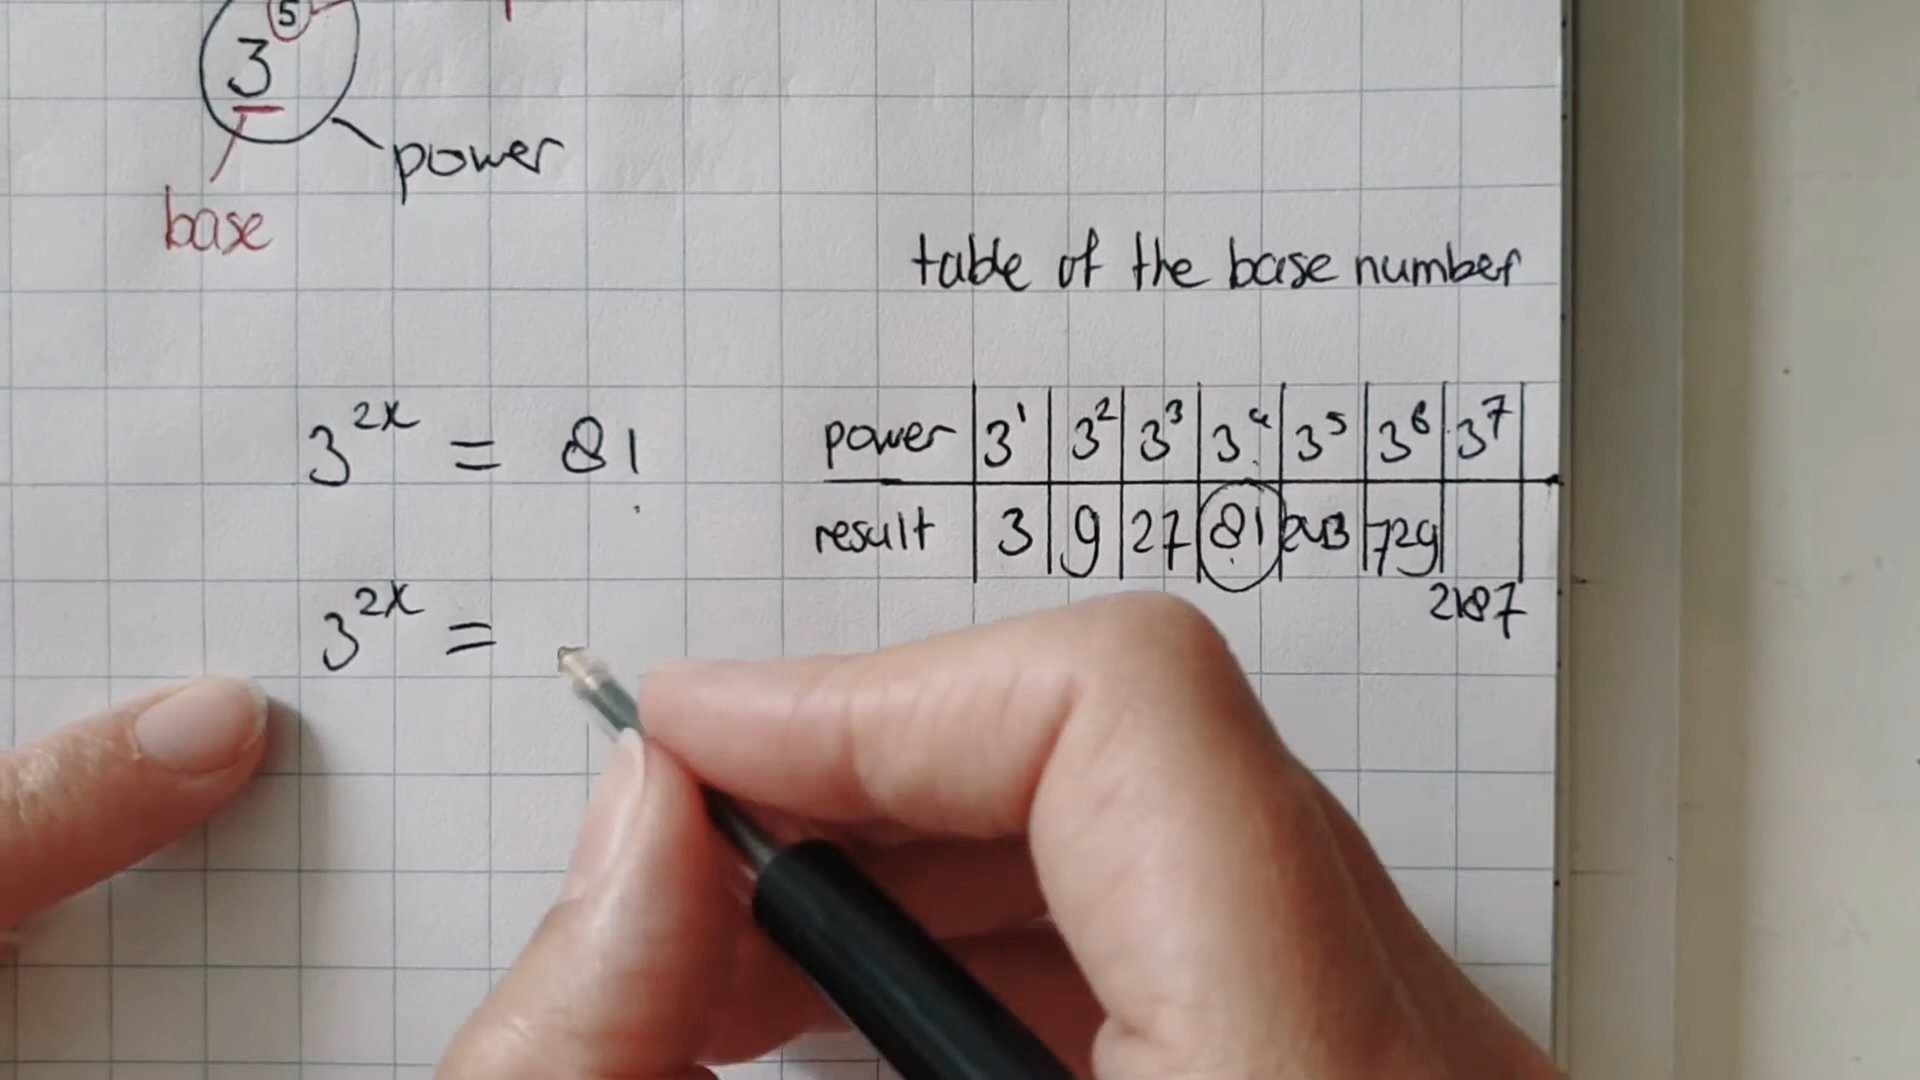 3⁵
power
base
table of the base number
3²ˣ = 81
power 3¹ 3² 3³ 3⁴ 3⁵ 3⁶ 3⁷
result 3 9 27 81 243 729
2187
3²ˣ =